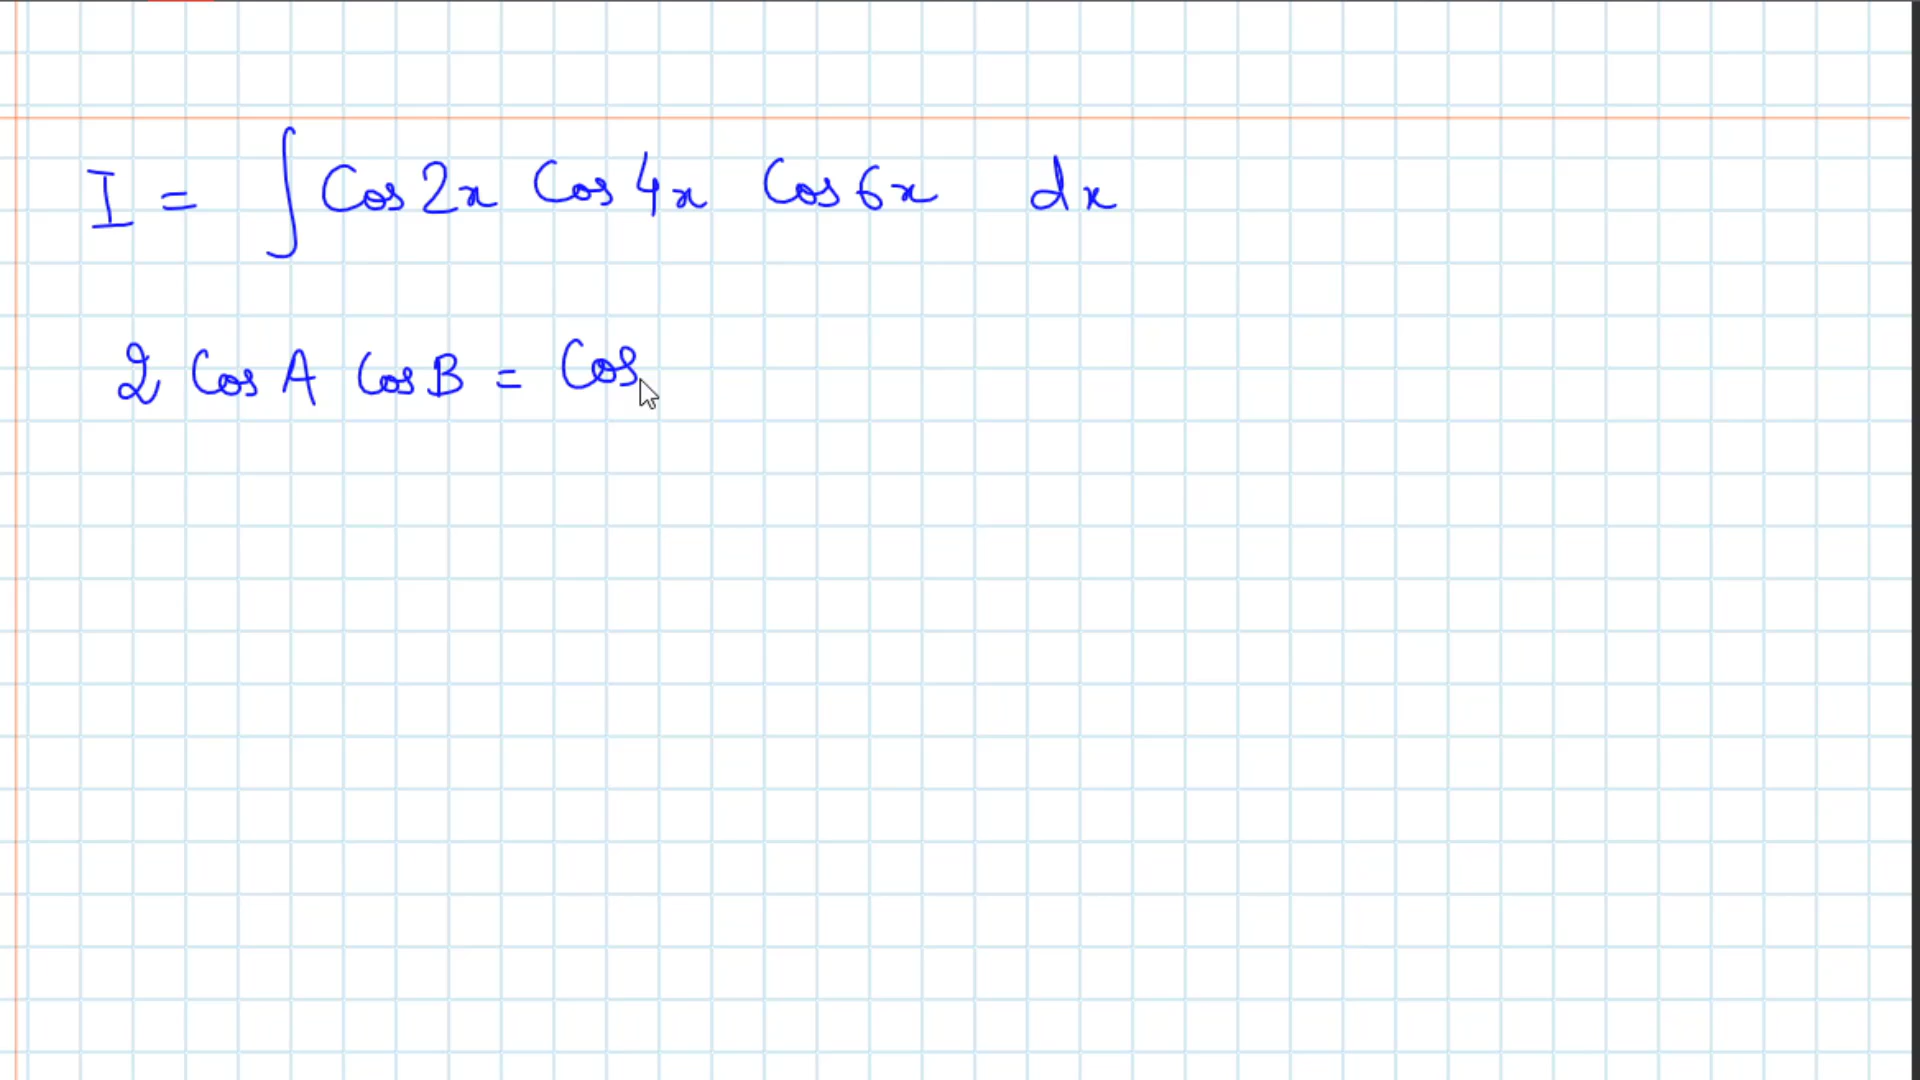 I = ∫ Cos 2x Cos 4x Cos 6x dx
2 Cos A Cos B = Cos